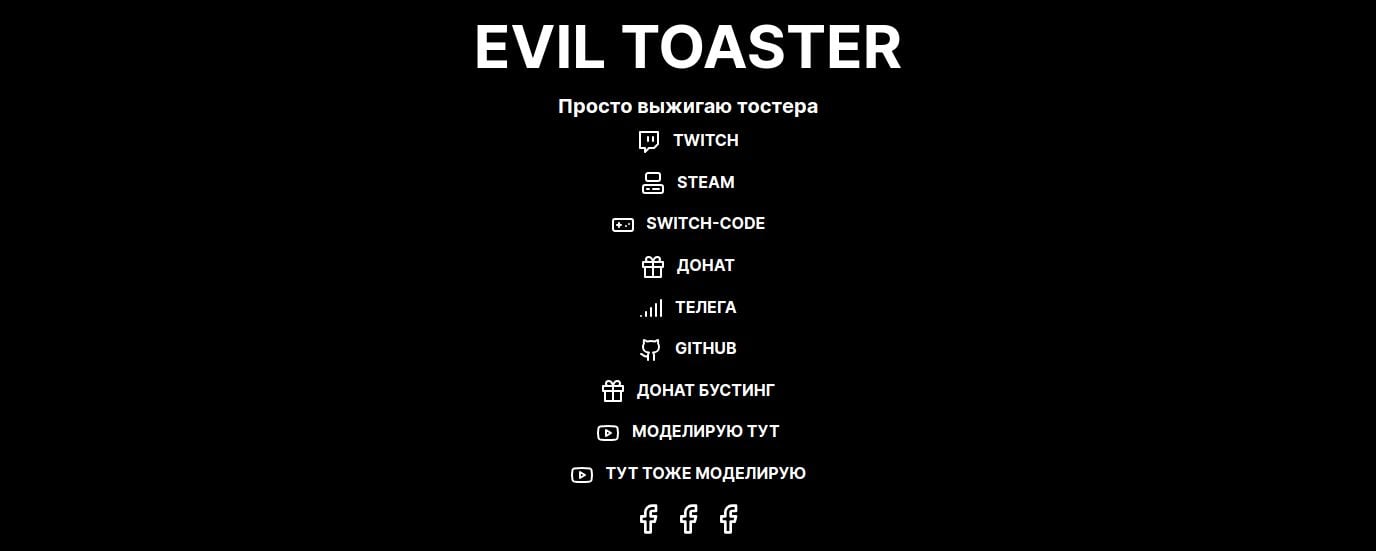 EVIL TOASTER
Просто выжигаю тостера
TWITCH
STEAM
SWITCH-CODE
ДОНАТ
ТЕЛЕГА
GITHUB
ДОНАТ БУСТИНГ
МОДЕЛИРУЮ ТУТ
ТУТ ТОЖЕ МОДЕЛИРУЮ